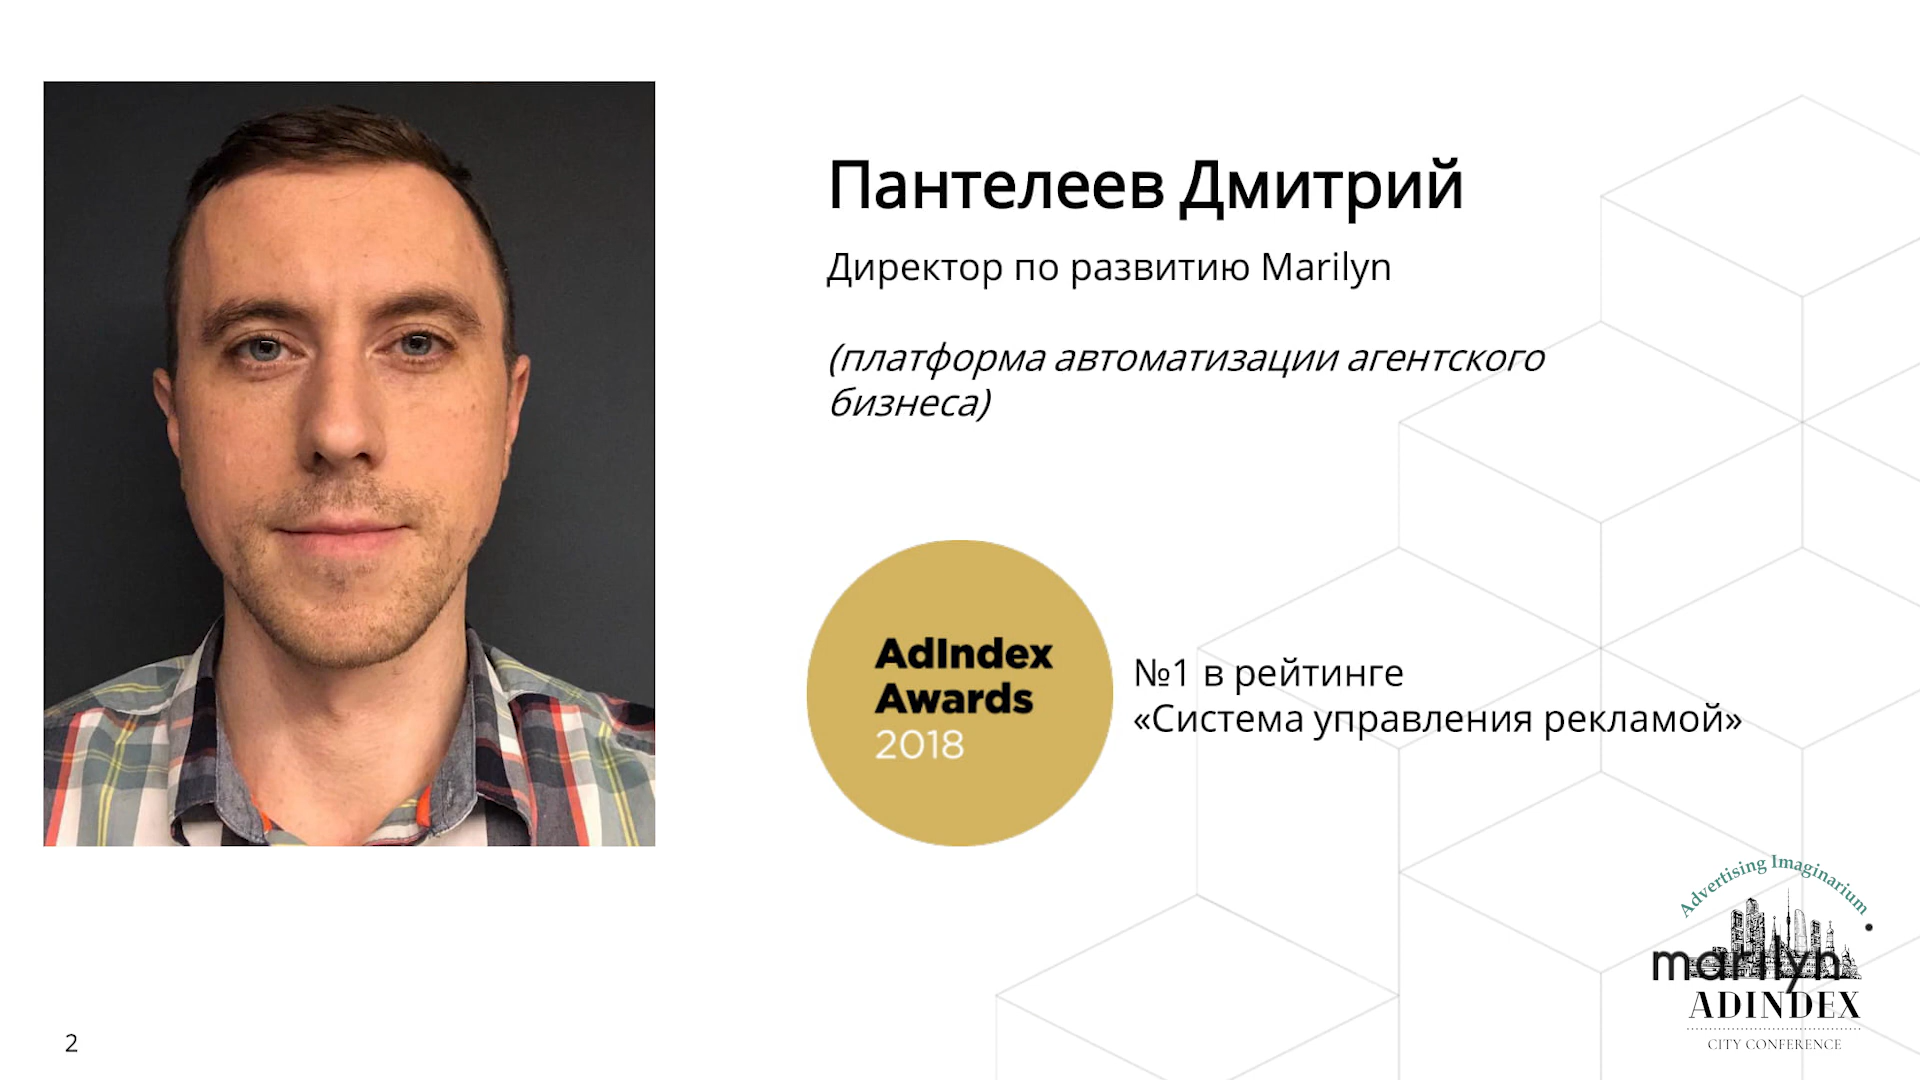 Пантелеев Дмитрий
Директор по развитию Marilyn
(платформа автоматизации агентского
бизнеса)
AdIndex
Awards
2018
№1 в рейтинге
«Система управления рекламой»
Advertising Imaginarium
marilyn
ADINDEX
CITY CONFERENCE
2